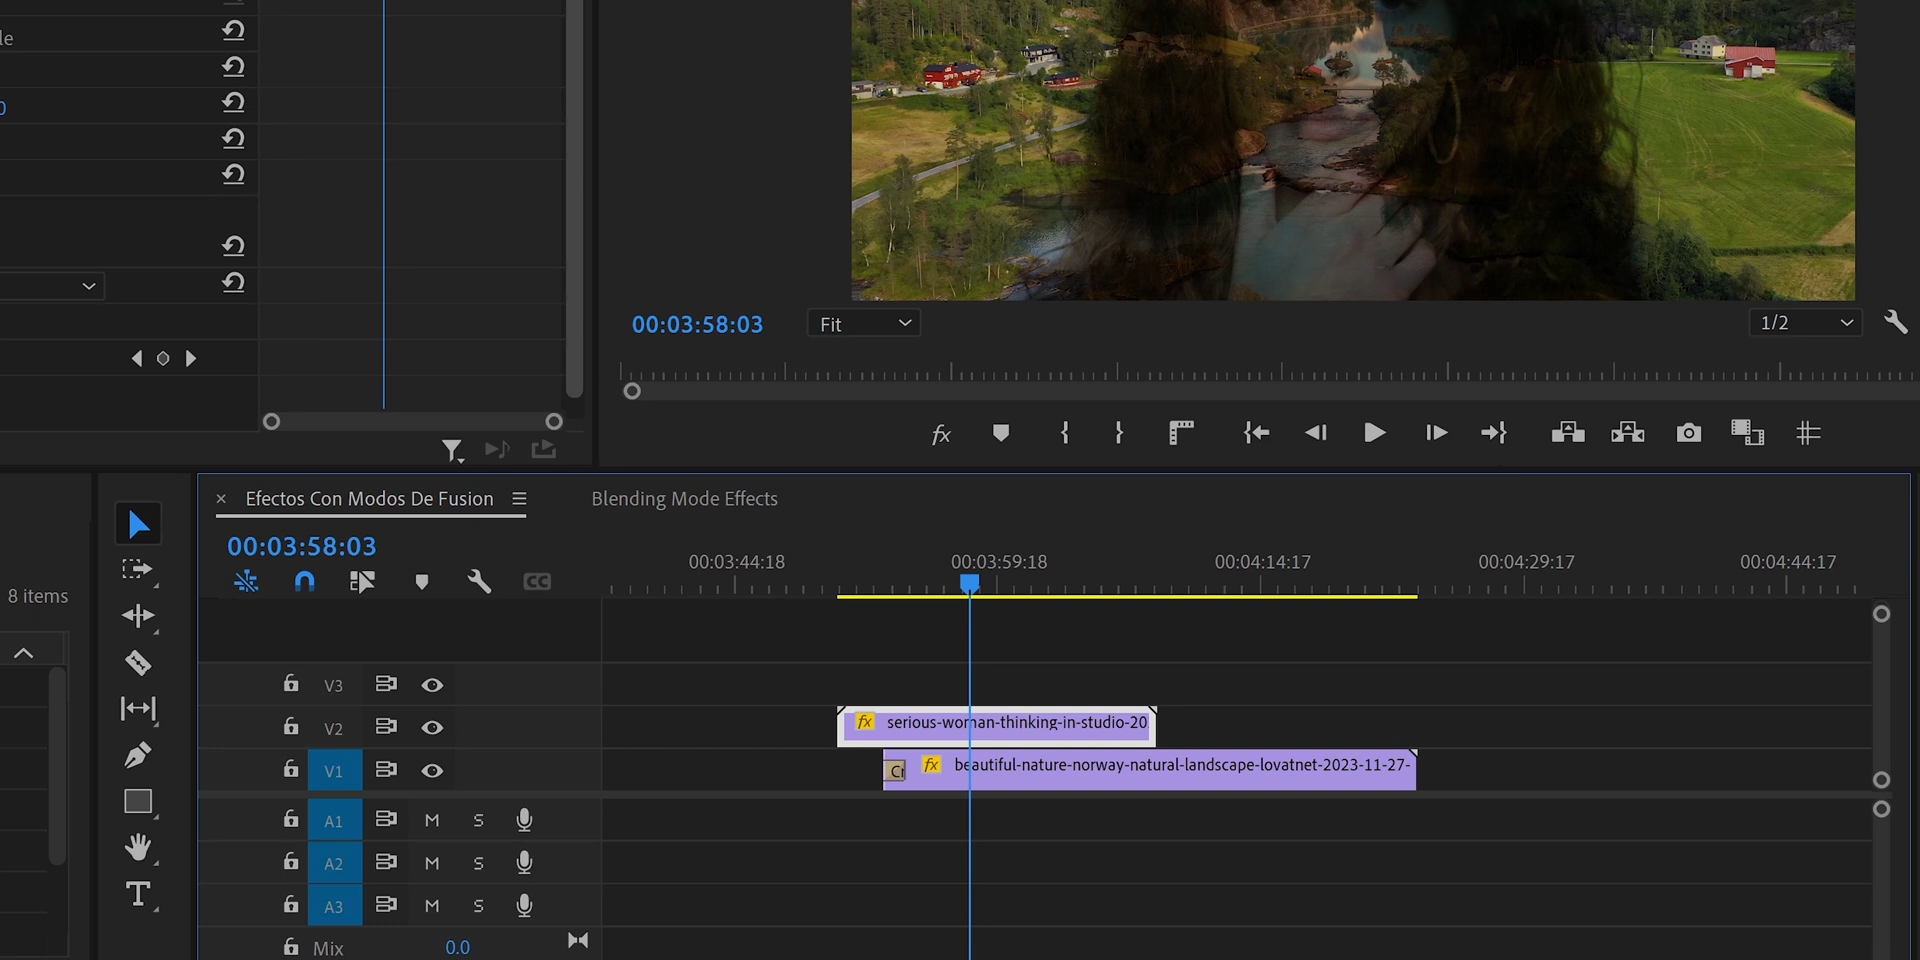 le
0
00:03:58:03
Fit
1/2
fx
× Efectos Con Modos De Fusion
Blending Mode Effects
00:03:58:03
CC
00:03:44:18
00:03:59:18
00:04:14:17
00:04:29:17
00:04:44:17
8 items
V3
V2
fx serious-woman-thinking-in-studio-20
V1
fx beautiful-nature-norway-natural-landscape-lovatnet-2023-11-27-
A1 M S
A2 M S
A3 M S
T
Mix 0.0